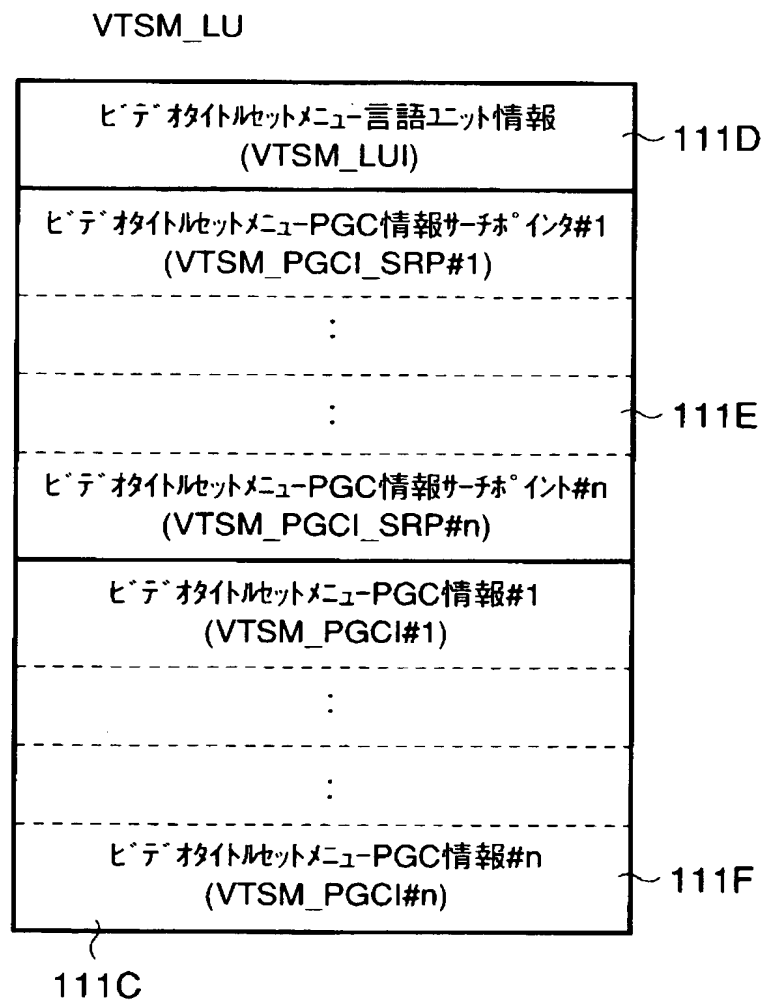 VTSM_LU
ﾋﾞﾃﾞｵﾀｲﾄﾙｾｯﾄﾒﾆｭｰ言語ﾕﾆｯﾄ情報
(VTSM_LUI)
111D
ﾋﾞﾃﾞｵﾀｲﾄﾙｾｯﾄﾒﾆｭｰPGC情報ｻｰﾁﾎﾟｲﾝﾀ#1
(VTSM_PGCI_SRP#1)
:
:
111E
ﾋﾞﾃﾞｵﾀｲﾄﾙｾｯﾄﾒﾆｭｰPGC情報ｻｰﾁﾎﾟｲﾝﾄ#n
(VTSM_PGCI_SRP#n)
ﾋﾞﾃﾞｵﾀｲﾄﾙｾｯﾄﾒﾆｭｰPGC情報#1
(VTSM_PGCI#1)
:
:
ﾋﾞﾃﾞｵﾀｲﾄﾙｾｯﾄﾒﾆｭｰPGC情報#n
(VTSM_PGCI#n)
111F
111C